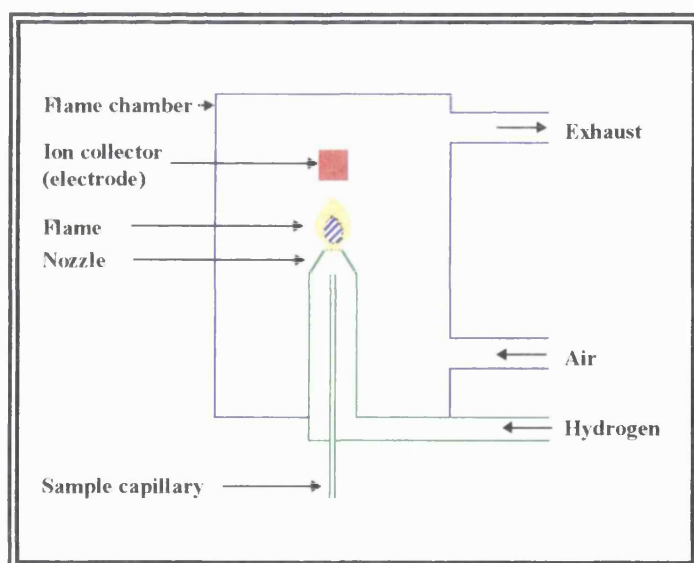 Flame chamber
Ion collector
(electrode)
Flame
Nozzle
Sample capillary
Exhaust
Air
Hydrogen